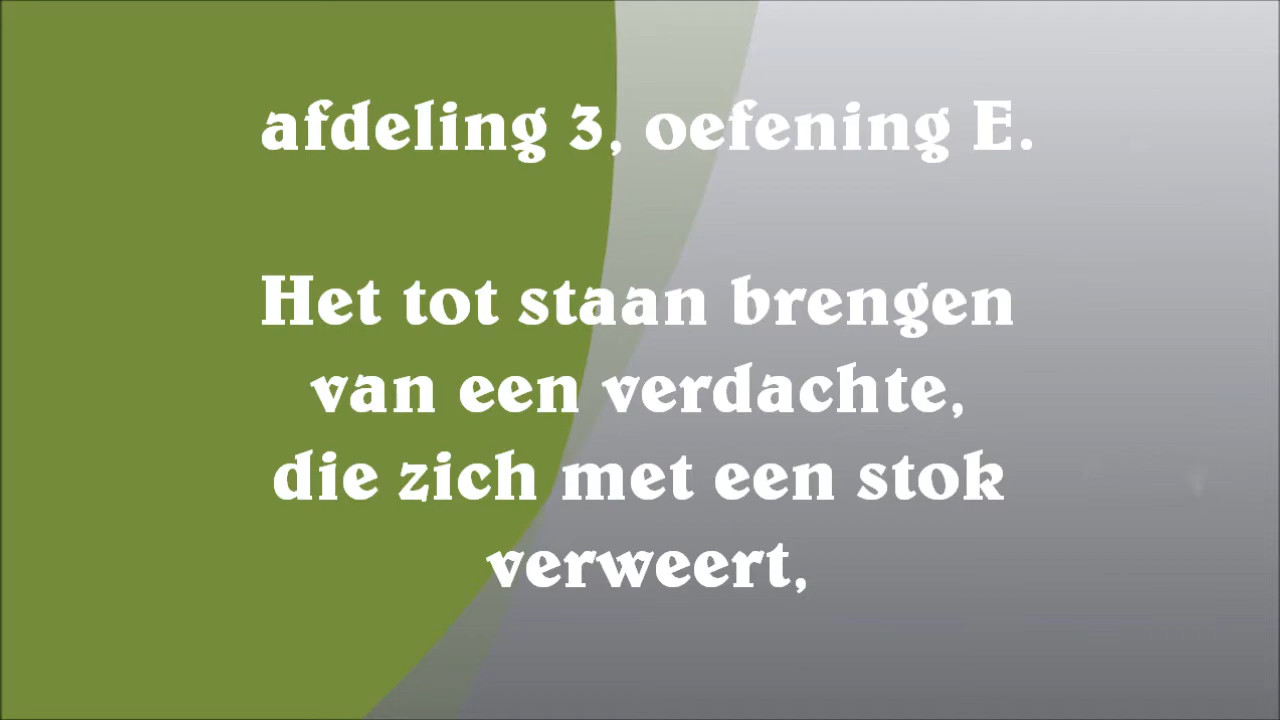 afdeling 3, oefening E.
Het tot staan brengen
van een verdachte,
die zich met een stok
verweert,